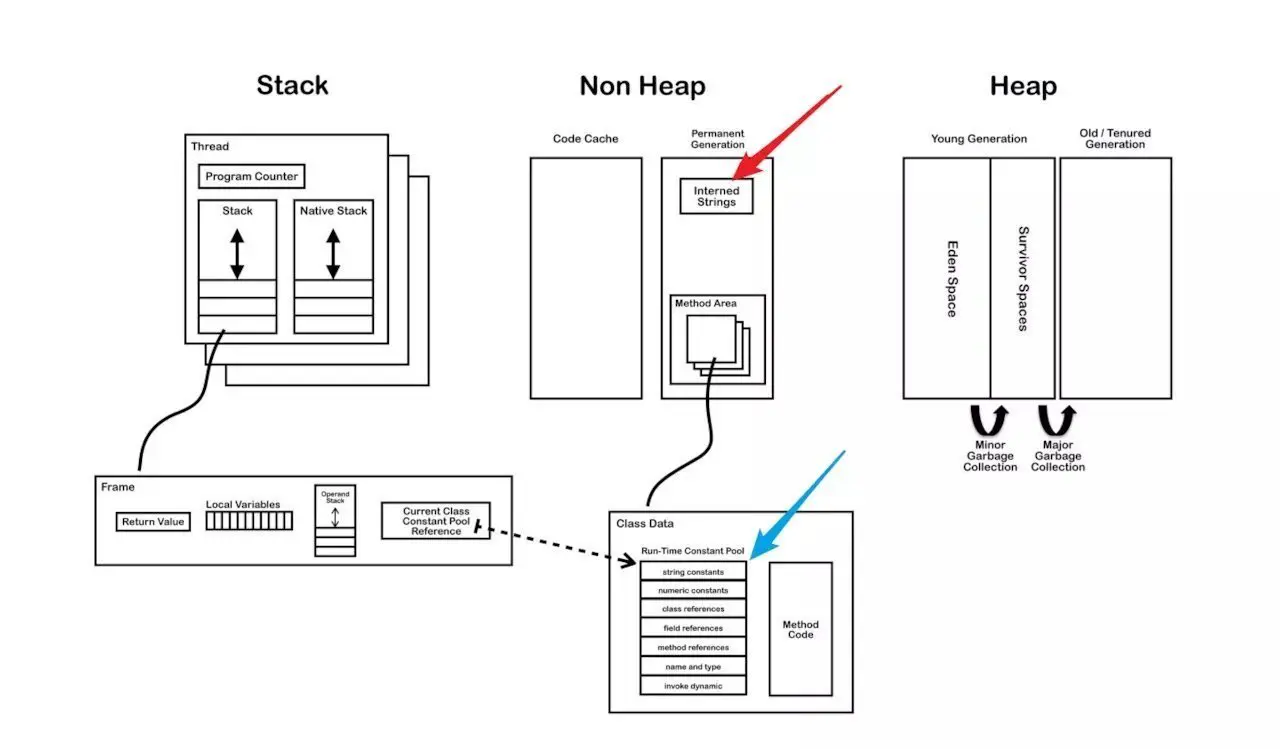 Stack
Non Heap
Heap
Thread
Program Counter
Stack
Native Stack
Code Cache
Permanent
Generation
Interned
Strings
Method Area
Young Generation
Old / Tenured
Generation
Eden Space
Survivor Spaces
Minor
Garbage
Collection
Major
Garbage
Collection
Frame
Return Value
Local Variables
Operand
Stack
Current Class
Constant Pool
Reference
Class Data
Run-Time Constant Pool
string constants
numeric constants
class references
field references
method references
name and type
invoke dynamic
Method
Code